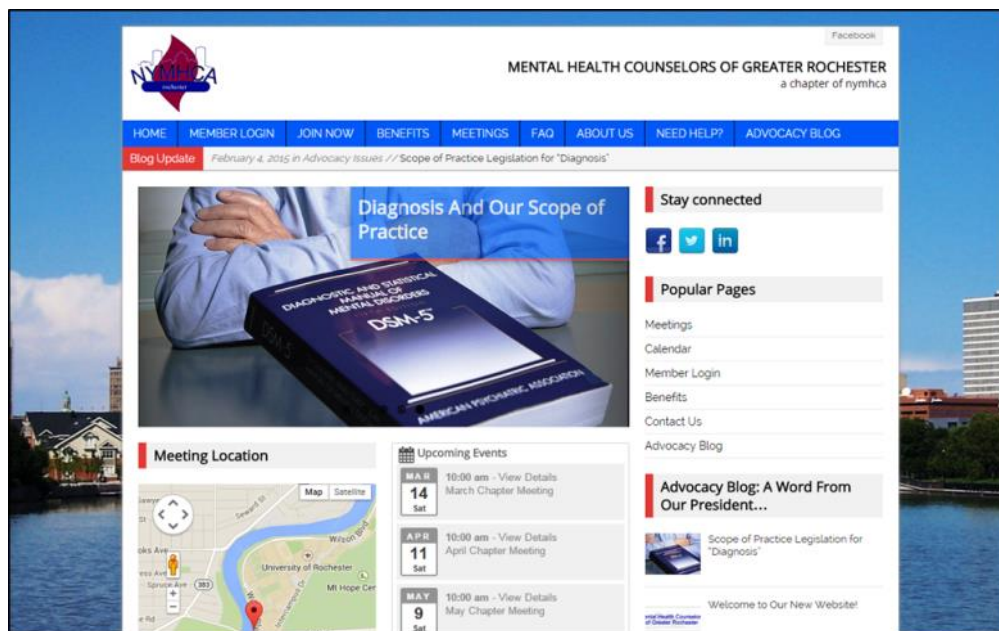 Facebook
NYMHCA
rochester
MENTAL HEALTH COUNSELORS OF GREATER ROCHESTER
a chapter of nymhca
HOME MEMBER LOGIN JOIN NOW BENEFITS MEETINGS FAQ ABOUT US NEED HELP? ADVOCACY BLOG
Blog Update February 4, 2015 in Advocacy Issues // Scope of Practice Legislation for "Diagnosis"
Diagnosis And Our Scope of
Practice
DIAGNOSTIC AND STATISTICAL
MANUAL OF
MENTAL DISORDERS
DSM-5
DSM-5
AMERICAN PSYCHIATRIC ASSOCIATION
Stay connected
Popular Pages
Meetings
Calendar
Member Login
Benefits
Contact Us
Advocacy Blog
Meeting Location
Map Satellite
Seward St
Wilson Blvd
University of Rochester
Intercampus Dr
Mt Hope Cem
Spruce Ave
383
Upcoming Events
MAR
14
Sat
10:00 am - View Details
March Chapter Meeting
APR
11
Sat
10:00 am - View Details
April Chapter Meeting
MAY
9
Sat
10:00 am - View Details
May Chapter Meeting
Advocacy Blog: A Word From
Our President...
Scope of Practice Legislation for
"Diagnosis"
Welcome to Our New Website!